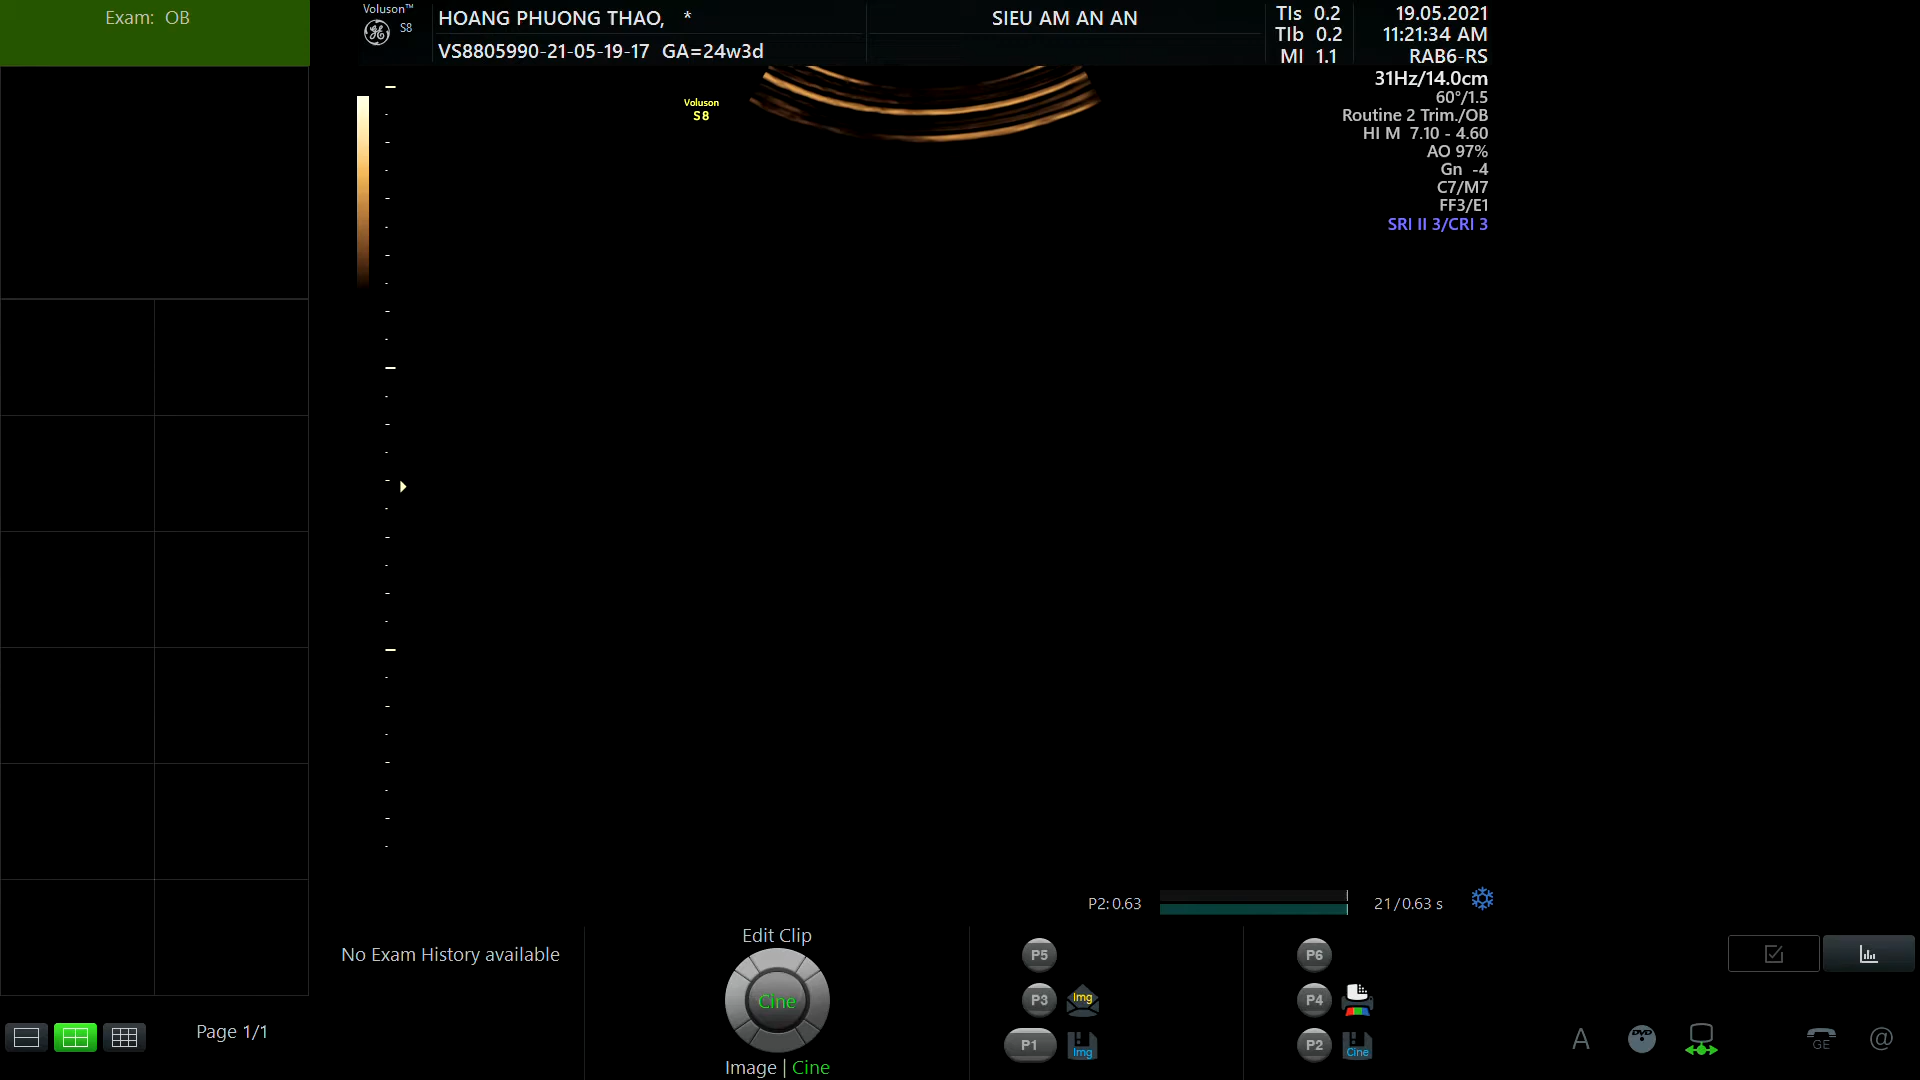 Exam: OB
Voluson™
S8
HOANG PHUONG THAO, *
SIEU AM AN AN
VS8805990-21-05-19-17 GA=24w3d
TIs 0.2
TIb 0.2
MI 1.1
19.05.2021
11:21:34 AM
RAB6-RS
31Hz/14.0cm
60°/1.5
Routine 2 Trim./OB
HI M 7.10 - 4.60
AO 97%
Gn -4
C7/M7
FF3/E1
SRI II 3/CRI 3
Voluson
S8
P2: 0.63
21/0.63 s
No Exam History available
Edit Clip
Cine
Image | Cine
P5
P3
Img
P1
Img
P6
P4
P2
Cine
Page 1/1
A
DVD
GE
@